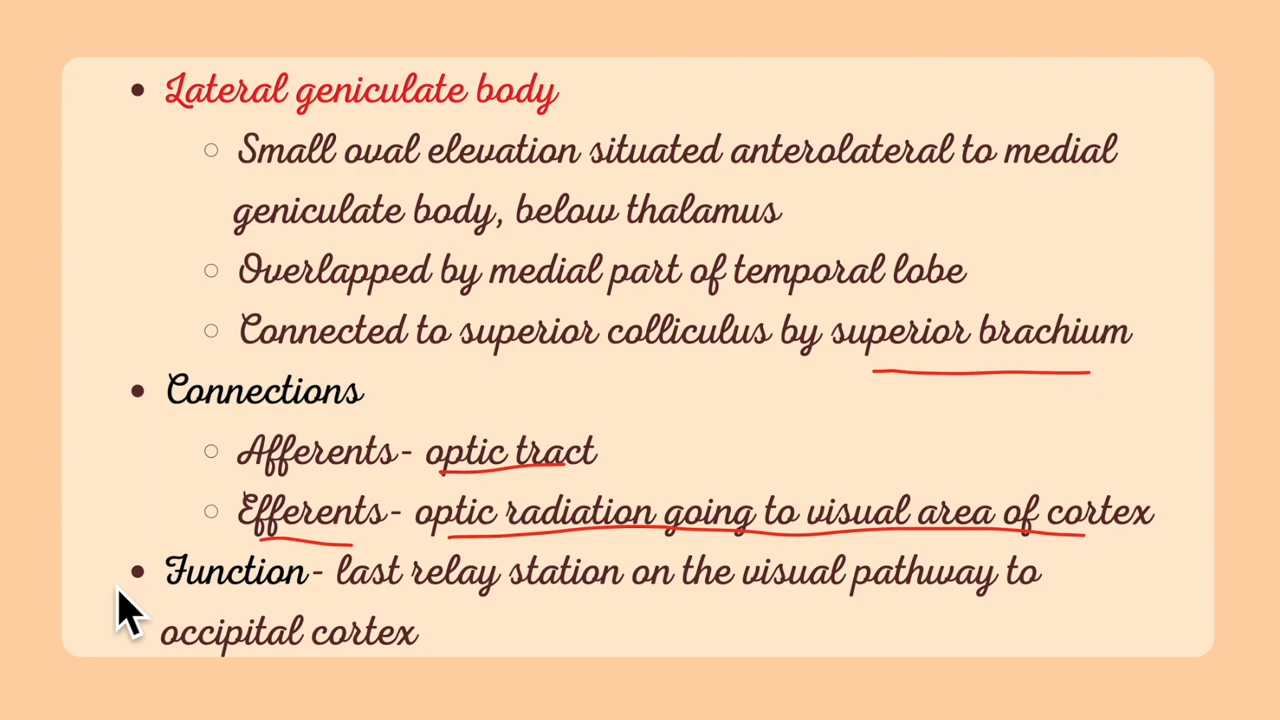 • Lateral geniculate body
○ Small oval elevation situated anterolateral to medial
geniculate body, below thalamus
○ Overlapped by medial part of temporal lobe
○ Connected to superior colliculus by superior brachium
• Connections
○ Afferents- optic tract
○ Efferents- optic radiation going to visual area of cortex
• Function- last relay station on the visual pathway to
occipital cortex